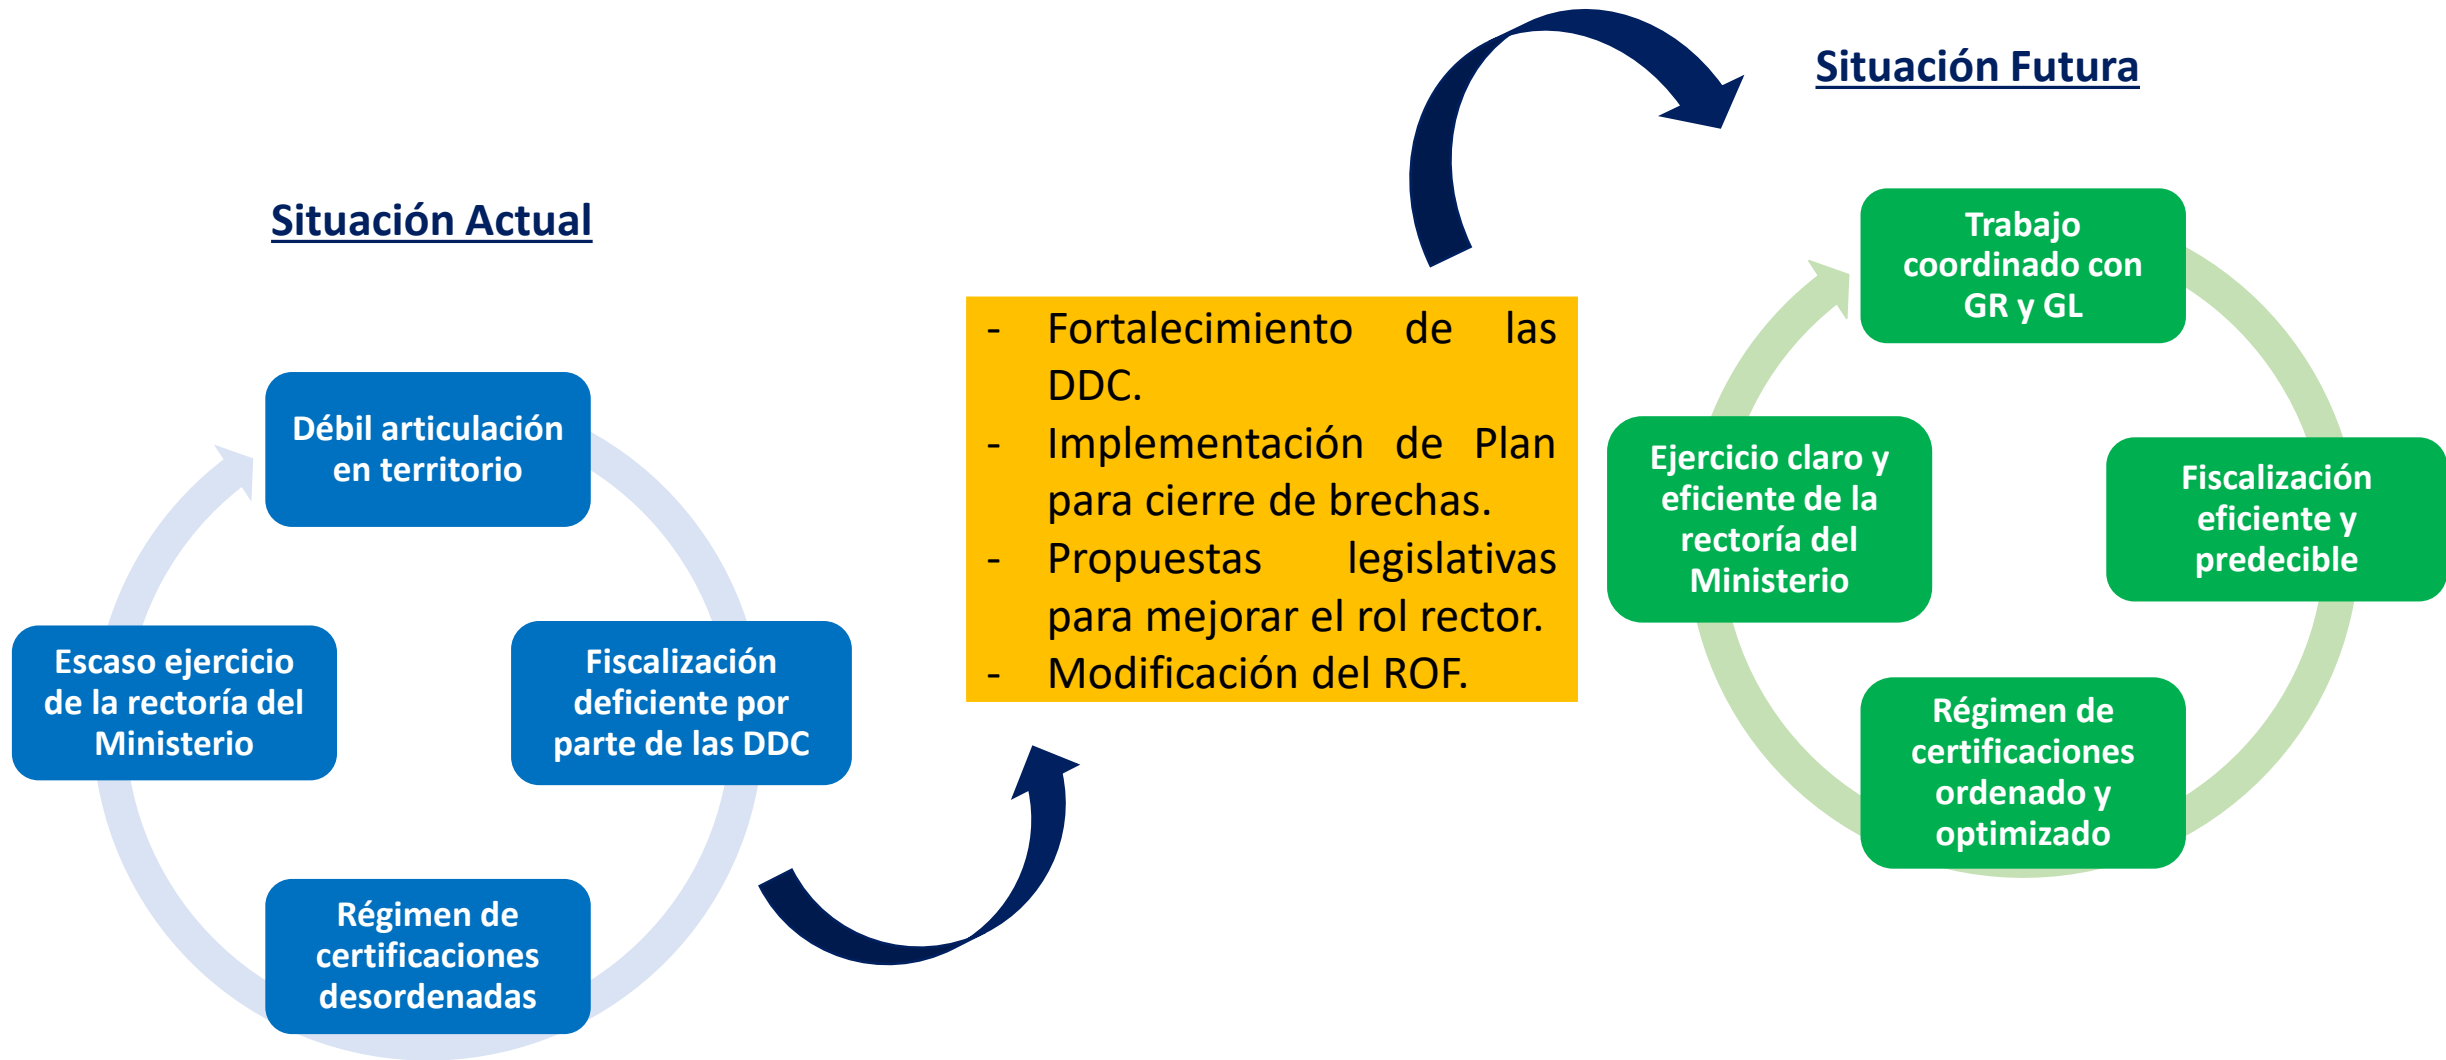 Situación Actual
Débil articulación
en territorio
Fiscalización
deficiente por
parte de las DDC
Régimen de
certificaciones
desordenadas
Escaso ejercicio
de la rectoría del
Ministerio
- Fortalecimiento de las
DDC.
- Implementación de Plan
para cierre de brechas.
- Propuestas legislativas
para mejorar el rol rector.
- Modificación del ROF.
Situación Futura
Trabajo
coordinado con
GR y GL
Fiscalización
eficiente y
predecible
Régimen de
certificaciones
ordenado y
optimizado
Ejercicio claro y
eficiente de la
rectoría del
Ministerio